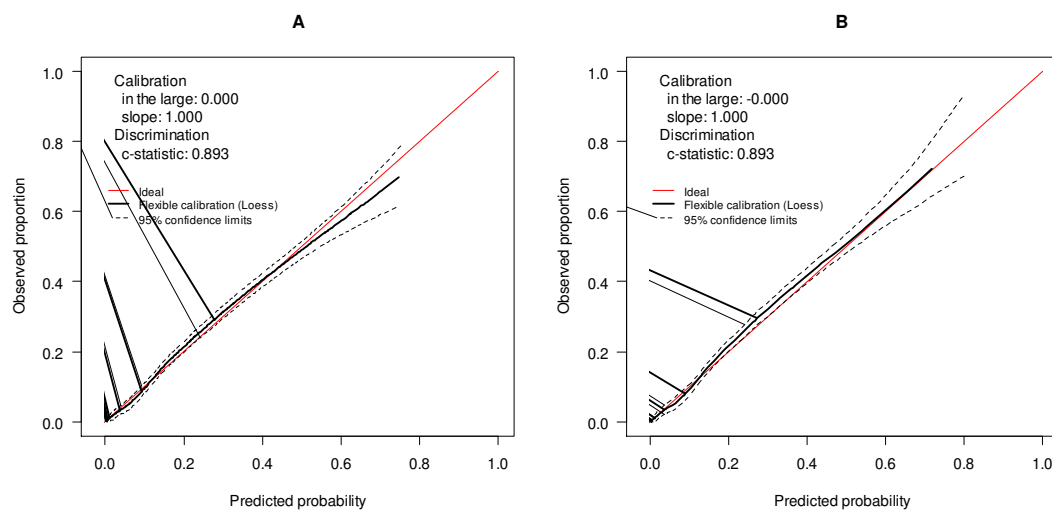 A
Calibration
in the large: 0.000
slope: 1.000
Discrimination
c-statistic: 0.893
Ideal
Flexible calibration (Loess)
95% confidence limits
Observed proportion
1.0
0.8
0.6
0.4
0.2
0.0
0.0 0.2 0.4 0.6 0.8 1.0
Predicted probability
B
Calibration
in the large: -0.000
slope: 1.000
Discrimination
c-statistic: 0.893
Ideal
Flexible calibration (Loess)
95% confidence limits
Observed proportion
1.0
0.8
0.6
0.4
0.2
0.0
0.0 0.2 0.4 0.6 0.8 1.0
Predicted probability